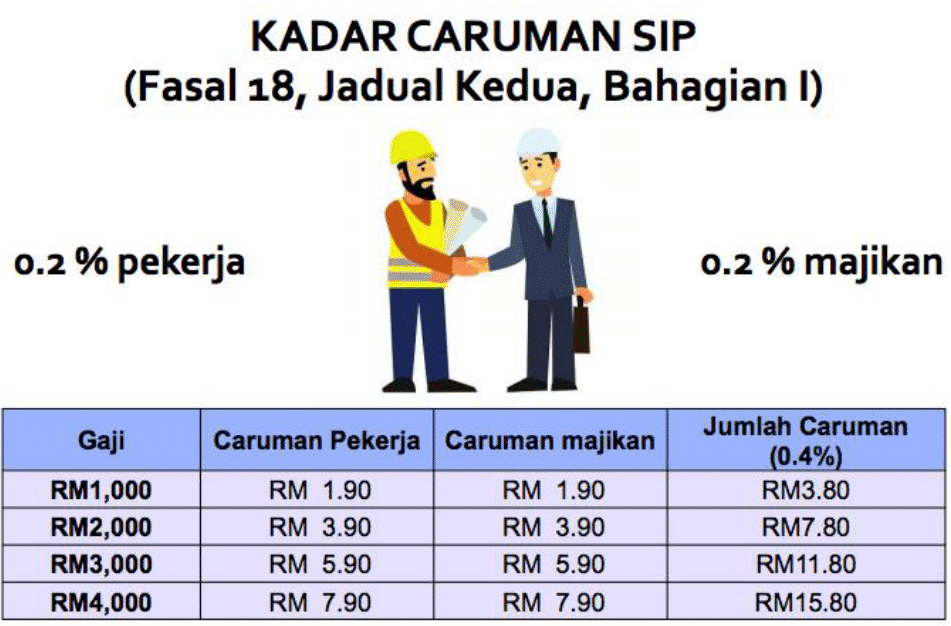 KADAR CARUMAN SIP
(Fasal 18, Jadual Kedua, Bahagian I)
0.2 % pekerja
0.2 % majikan
Gaji Caruman Pekerja Caruman majikan Jumlah Caruman (0.4%)
RM1,000 RM 1.90 RM 1.90 RM3.80
RM2,000 RM 3.90 RM 3.90 RM7.80
RM3,000 RM 5.90 RM 5.90 RM11.80
RM4,000 RM 7.90 RM 7.90 RM15.80